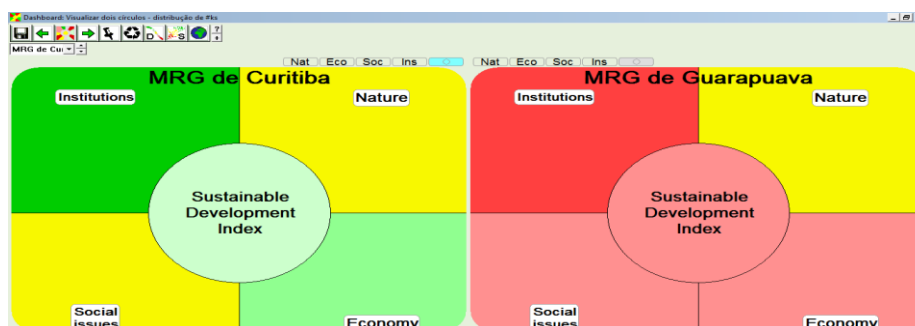 Dashboard: Visualizar dois circulos - distribução de #ks
D S ?
MRG de Cu
Nat Eco Soc Ins O Nat Eco Soc Ins O
MRG de Curitiba
MRG de Guarapuava
Institutions
Nature
Institutions
Nature
Sustainable
Development
Index
Sustainable
Development
Index
Social
issues
Economy
Social
issues
Economy